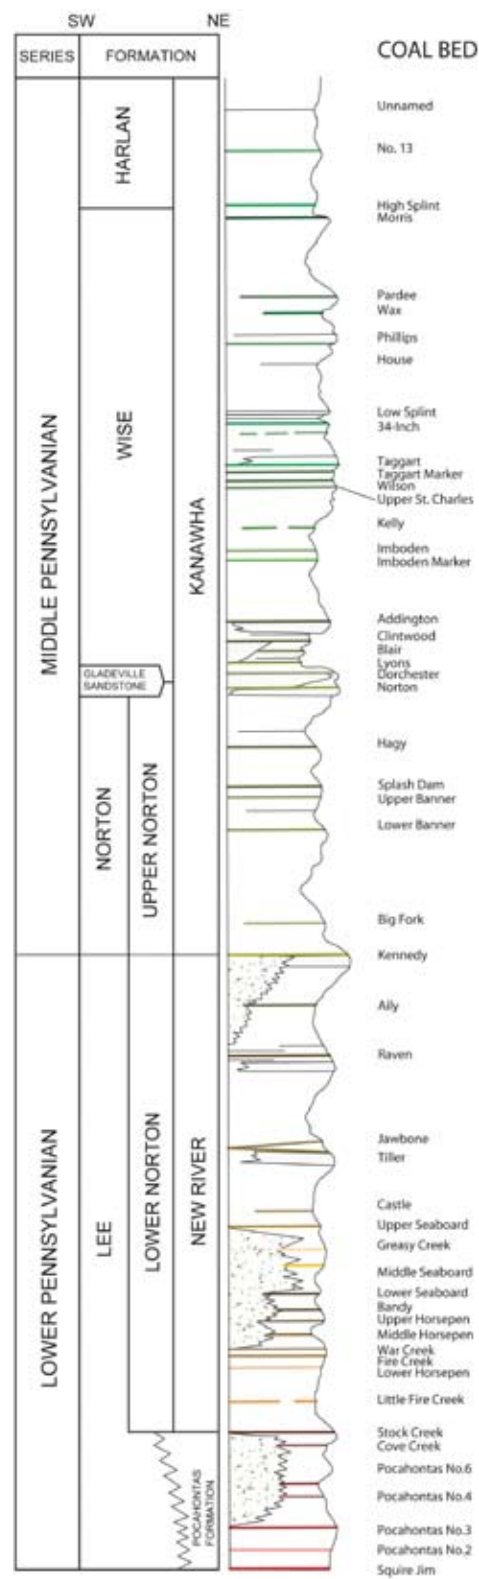 SW NE
SERIES FORMATION
COAL BED
MIDDLE PENNSYLVANIAN
LOWER PENNSYLVANIAN
HARLAN
WISE
GLADEVILLE
SANDSTONE
NORTON
UPPER NORTON
KANAWHA
LEE
LOWER NORTON
NEW RIVER
POCAHONTAS
FORMATION
Unnamed
No. 13
High Splint
Morris
Pardee
Wax
Phillips
House
Low Splint
34-Inch
Taggart
Taggart Marker
Wilson
Upper St. Charles
Kelly
Imboden
Imboden Marker
Addington
Clintwood
Blair
Lyons
Dorchester
Norton
Hagy
Splash Dam
Upper Banner
Lower Banner
Big Fork
Kennedy
Aily
Raven
Jawbone
Tiller
Castle
Upper Seaboard
Greasy Creek
Middle Seaboard
Lower Seaboard
Bandy
Upper Horsepen
Middle Horsepen
War Creek
Fire Creek
Lower Horsepen
Little Fire Creek
Stock Creek
Cove Creek
Pocahontas No.6
Pocahontas No.4
Pocahontas No.3
Pocahontas No.2
Squire Jim